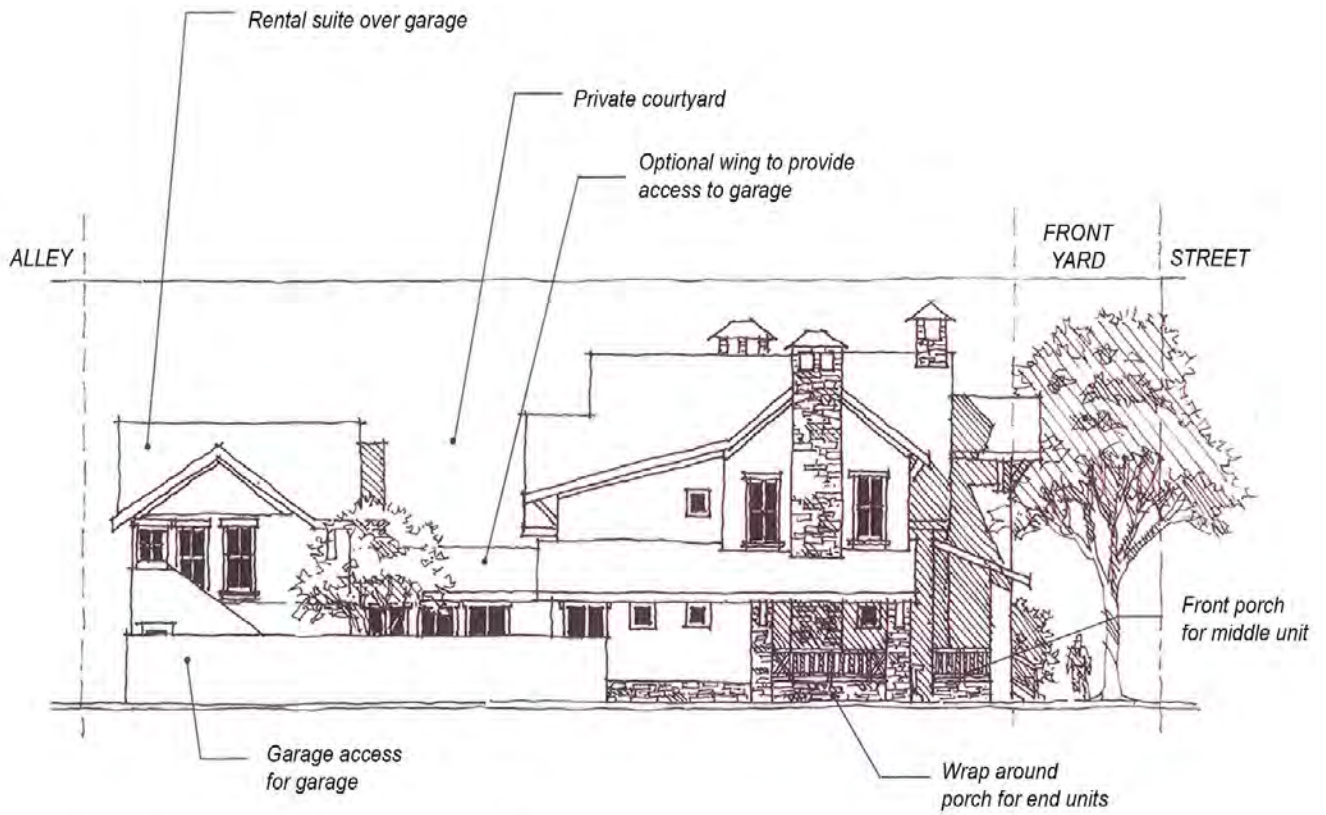 Rental suite over garage
Private courtyard
Optional wing to provide
access to garage
ALLEY
FRONT
YARD
STREET
Front porch
for middle unit
Garage access
for garage
Wrap around
porch for end units